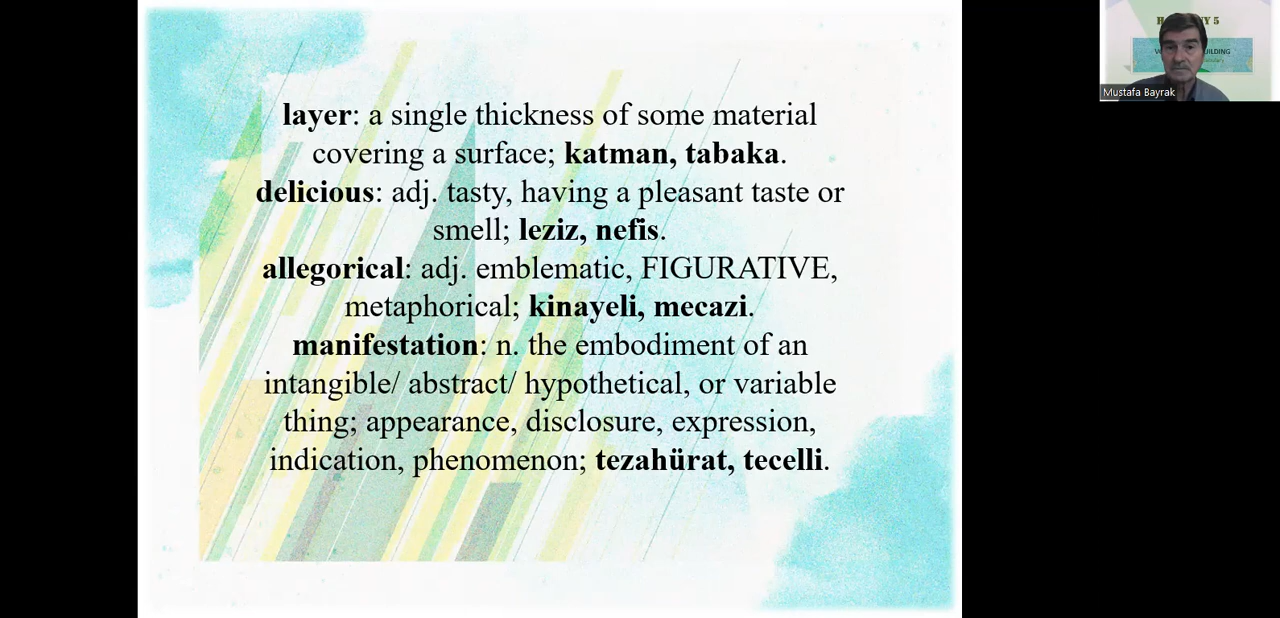 layer: a single thickness of some material
covering a surface; katman, tabaka.
delicious: adj. tasty, having a pleasant taste or
smell; leziz, nefis.
allegorical: adj. emblematic, FIGURATIVE,
metaphorical; kinayeli, mecazi.
manifestation: n. the embodiment of an
intangible/ abstract/ hypothetical, or variable
thing; appearance, disclosure, expression,
indication, phenomenon; tezahürat, tecelli.
5
Mustafa Bayrak